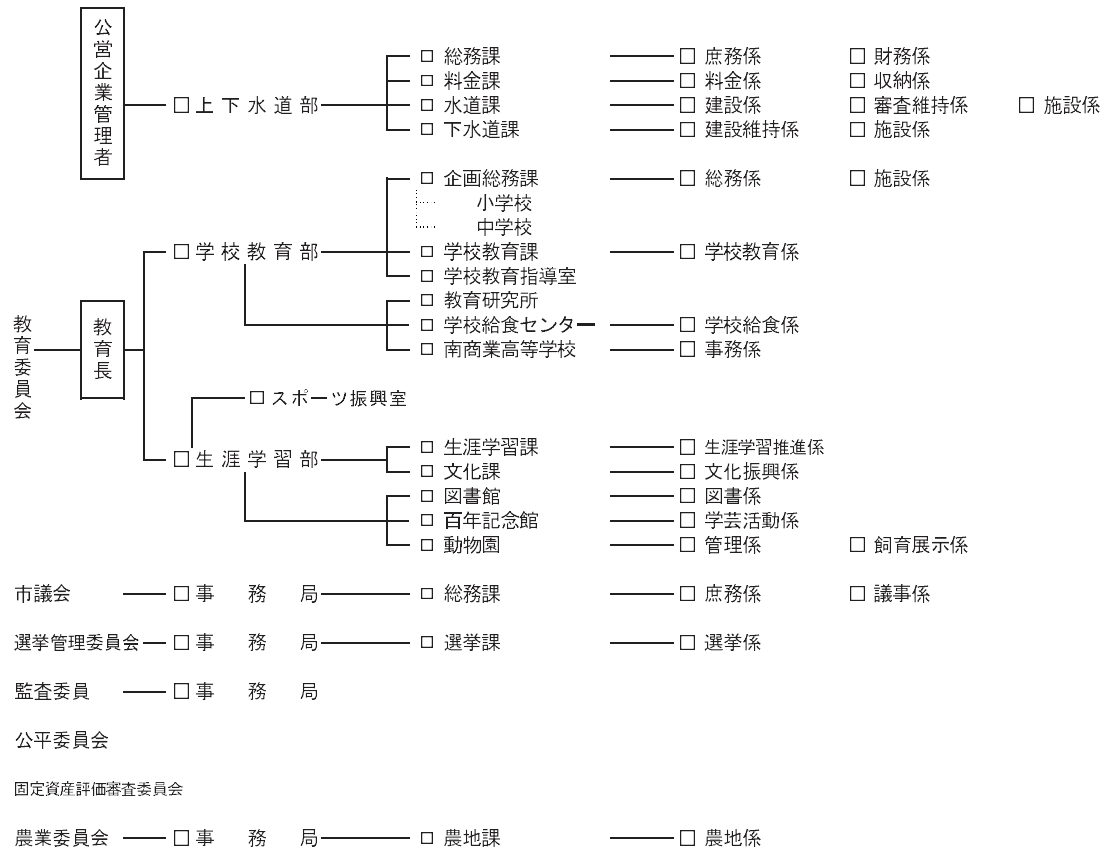 公営企業管理者
□ 上下水道部
□ 総務課 □ 庶務係 □ 財務係
□ 料金課 □ 料金係 □ 収納係
□ 水道課 □ 建設係 □ 審査維持係 □ 施設係
□ 下水道課 □ 建設維持係 □ 施設係
教育委員会
教育長
□ 学校教育部
□ 企画総務課 □ 総務係 □ 施設係
小学校
中学校
□ 学校教育課 □ 学校教育係
□ 学校教育指導室
□ 教育研究所
□ 学校給食センター □ 学校給食係
□ 南商業高等学校 □ 事務係
□ スポーツ振興室
□ 生涯学習部
□ 生涯学習課 □ 生涯学習推進係
□ 文化課 □ 文化振興係
□ 図書館 □ 図書係
□ 百年記念館 □ 学芸活動係
□ 動物園 □ 管理係 □ 飼育展示係
市議会 □ 事務局 □ 総務課 □ 庶務係 □ 議事係
選挙管理委員会 □ 事務局 □ 選挙課 □ 選挙係
監査委員 □ 事務局
公平委員会
固定資産評価審査委員会
農業委員会 □ 事務局 □ 農地課 □ 農地係